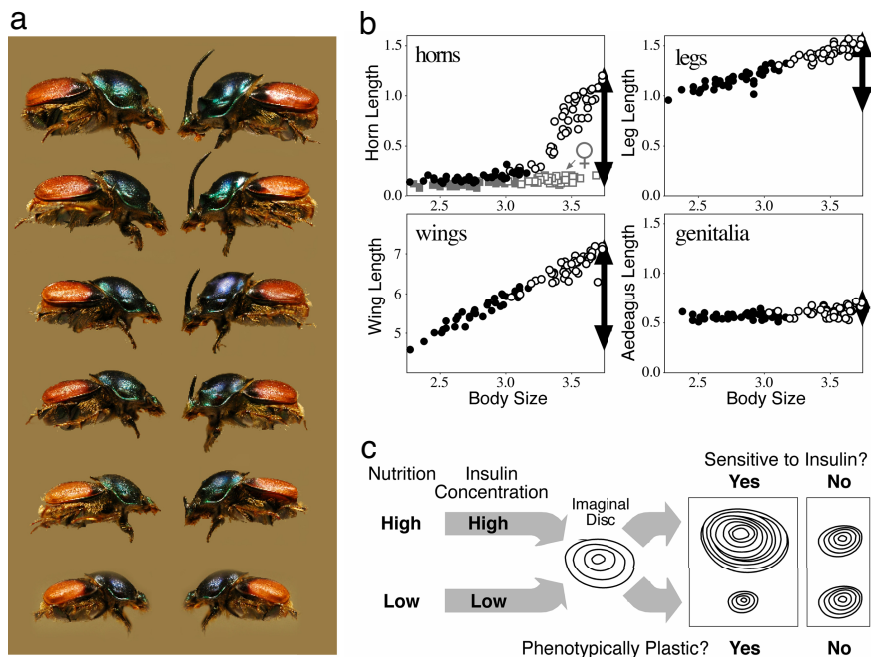 a
b
1.5
1.0
0.5
0.0
Horn Length
horns
♀
2.5
3.0
3.5
1.5
1.0
0.5
0.0
Leg Length
legs
7
6
5
Wing Length
wings
2.5
3.0
3.5
Body Size
1.5
1.0
0.5
0.0
Aedeagus Length
genitalia
2.5
3.0
3.5
Body Size
c
Nutrition
Insulin
Concentration
Imaginal
Disc
Sensitive to Insulin?
Yes
No
High
High
Low
Low
Phenotypically Plastic?
Yes
No